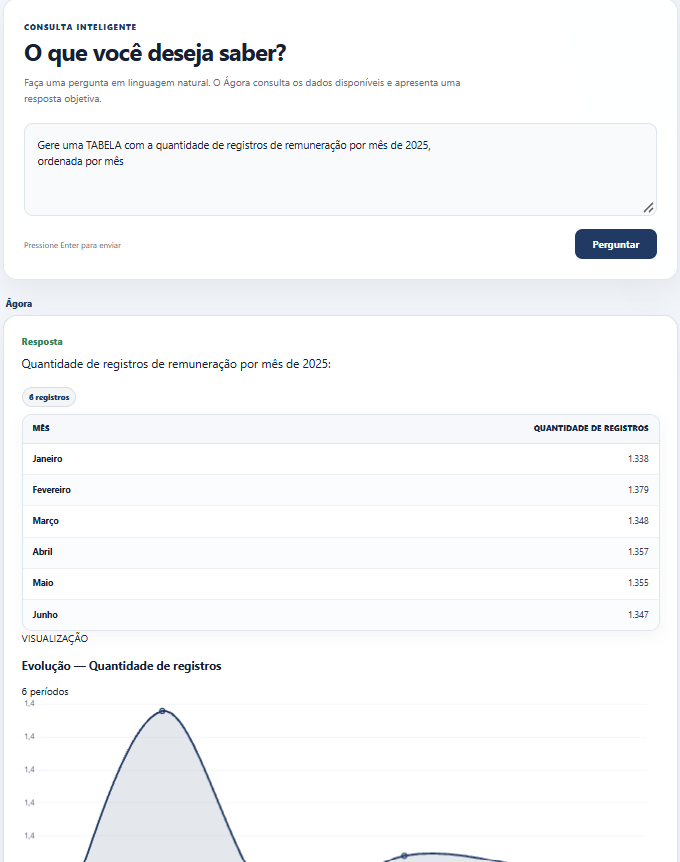 CONSULTA INTELIGENTE
O que você deseja saber?
Faça uma pergunta em linguagem natural. O Ágora consulta os dados disponíveis e apresenta uma
resposta objetiva.
Gere uma TABELA com a quantidade de registros de remuneração por mês de 2025,
ordenada por mês
Pressione Enter para enviar
Perguntar
Ágora
Resposta
Quantidade de registros de remuneração por mês de 2025:
6 registros
MÊS QUANTIDADE DE REGISTROS
Janeiro 1.338
Fevereiro 1.379
Março 1.348
Abril 1.357
Maio 1.355
Junho 1.347
VISUALIZAÇÃO
Evolução — Quantidade de registros
6 períodos
1,4
1,4
1,4
1,4
1,4